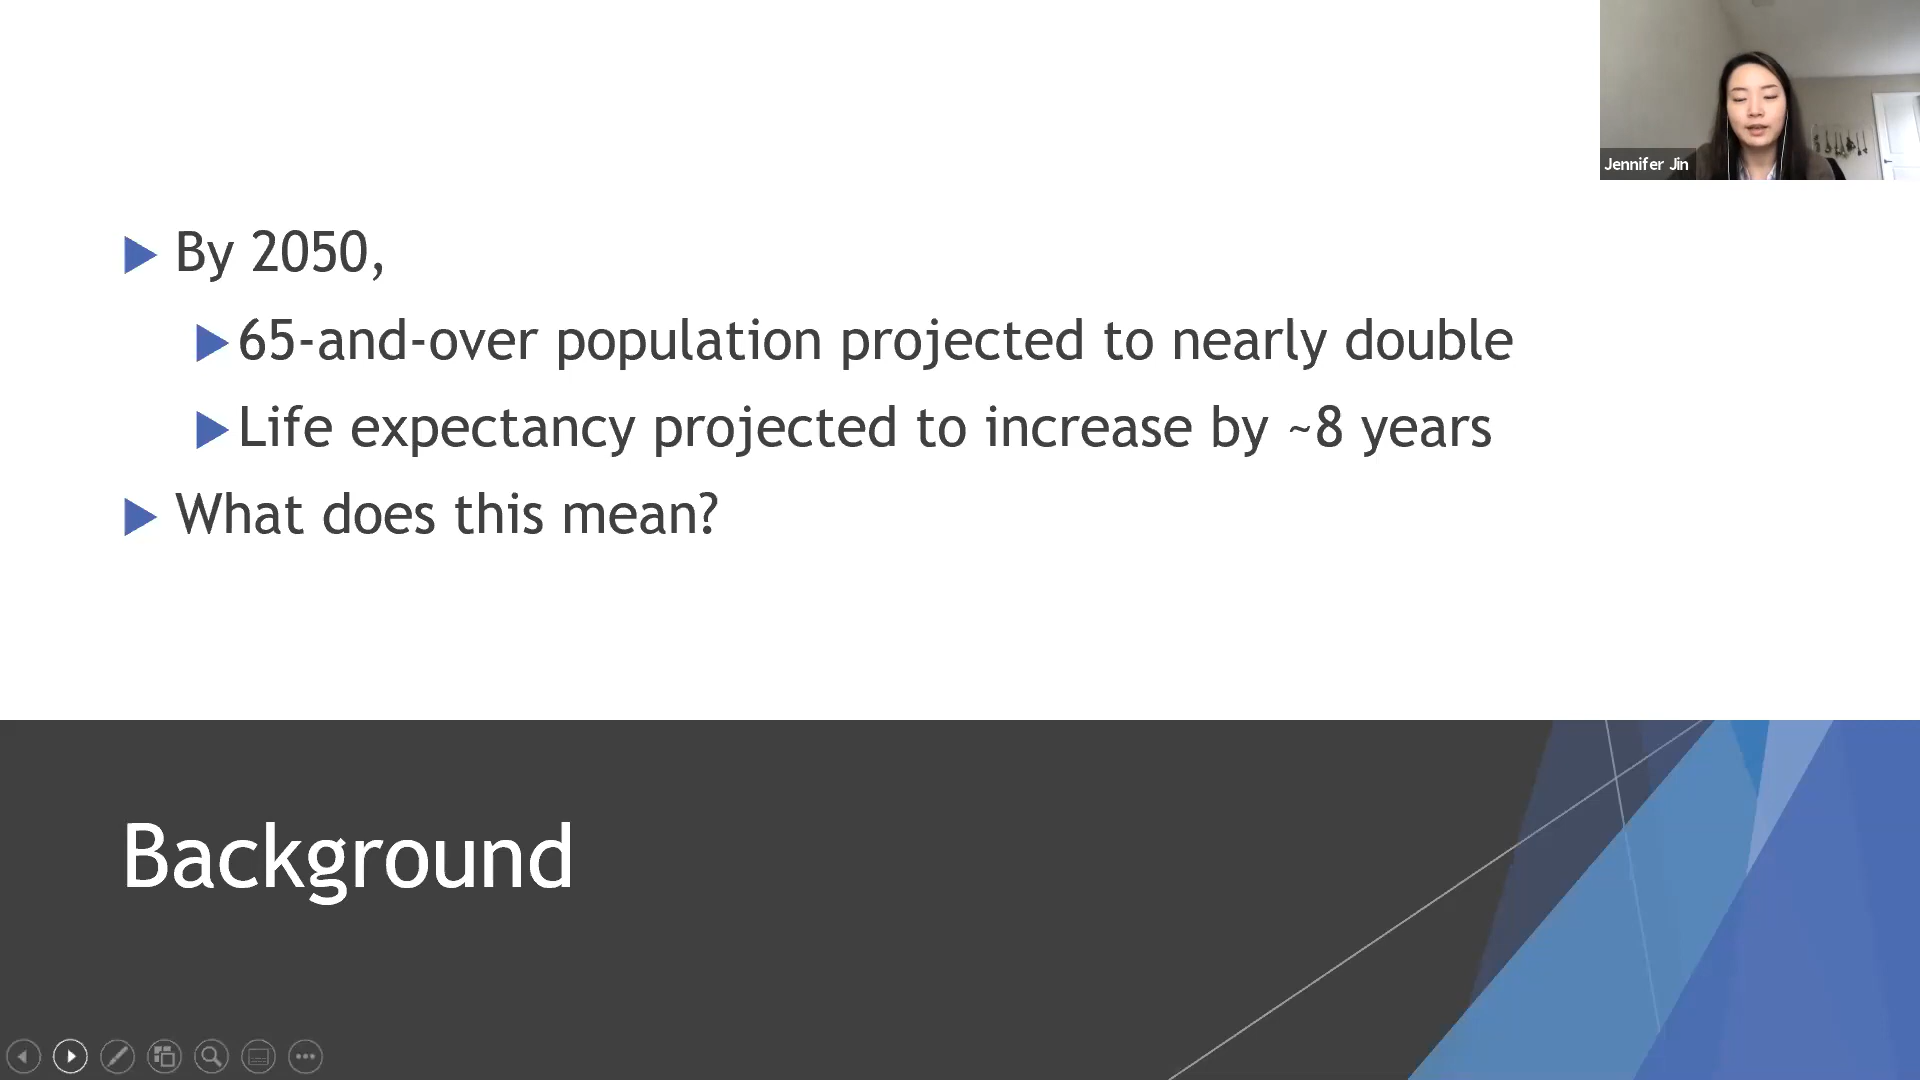 Jennifer Jin
By 2050,
65-and-over population projected to nearly double
Life expectancy projected to increase by ~8 years
What does this mean?
Background